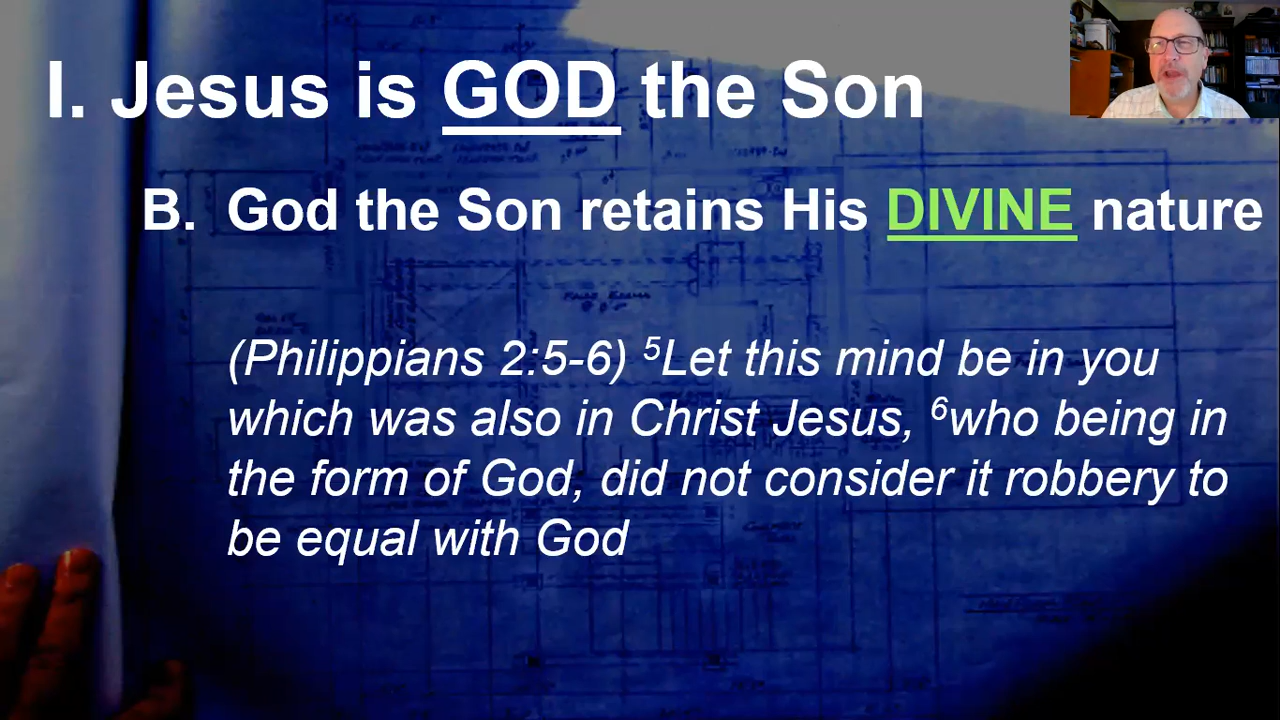 I. Jesus is GOD the Son
B. God the Son retains His DIVINE nature
(Philippians 2:5-6) ⁵Let this mind be in you
which was also in Christ Jesus, ⁶who being in
the form of God, did not consider it robbery to
be equal with God